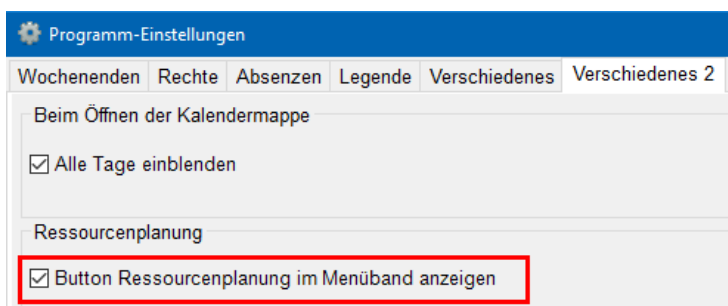 Programm-Einstellungen
Wochenenden Rechte Absenzen Legende Verschiedenes Verschiedenes 2
Beim Öffnen der Kalendermappe
Alle Tage einblenden
Ressourcenplanung
Button Ressourcenplanung im Menüband anzeigen